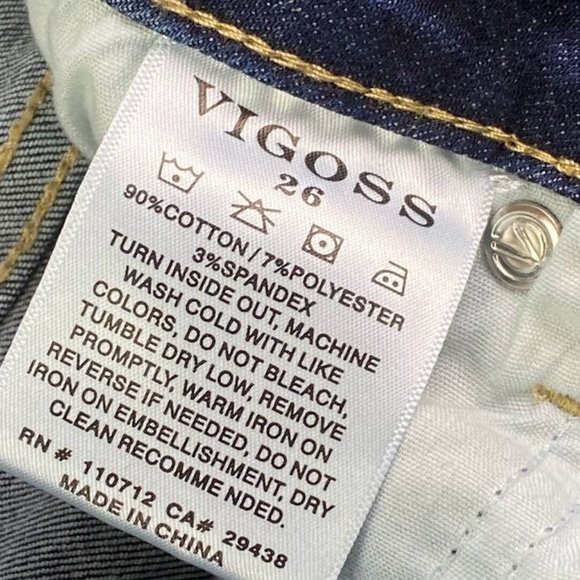 VIGOSS
26
90%COTTON / 7%POLYESTER
3%SPANDEX
TURN INSIDE OUT, MACHINE
WASH COLD WITH LIKE
COLORS, DO NOT BLEACH,
TUMBLE DRY LOW, REMOVE
PROMPTLY, WARM IRON ON
REVERSE IF NEEDED, DO NOT
IRON ON EMBELLISHMENT, DRY
CLEAN RECOMME NDED.
RN # 110712 CA# 29438
MADE IN CHINA